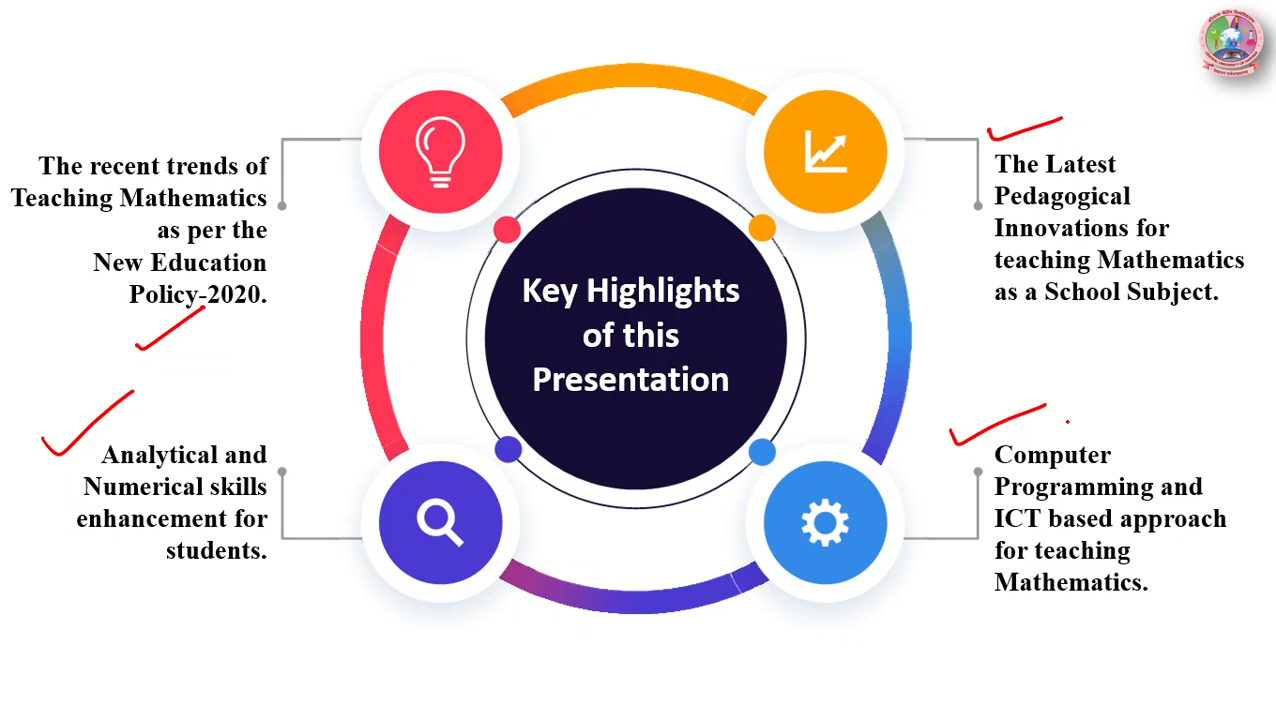 The recent trends of
Teaching Mathematics
as per the
New Education
Policy-2020.
The Latest
Pedagogical
Innovations for
teaching Mathematics
as a School Subject.
Key Highlights
of this
Presentation
Analytical and
Numerical skills
enhancement for
students.
Computer
Programming and
ICT based approach
for teaching
Mathematics.